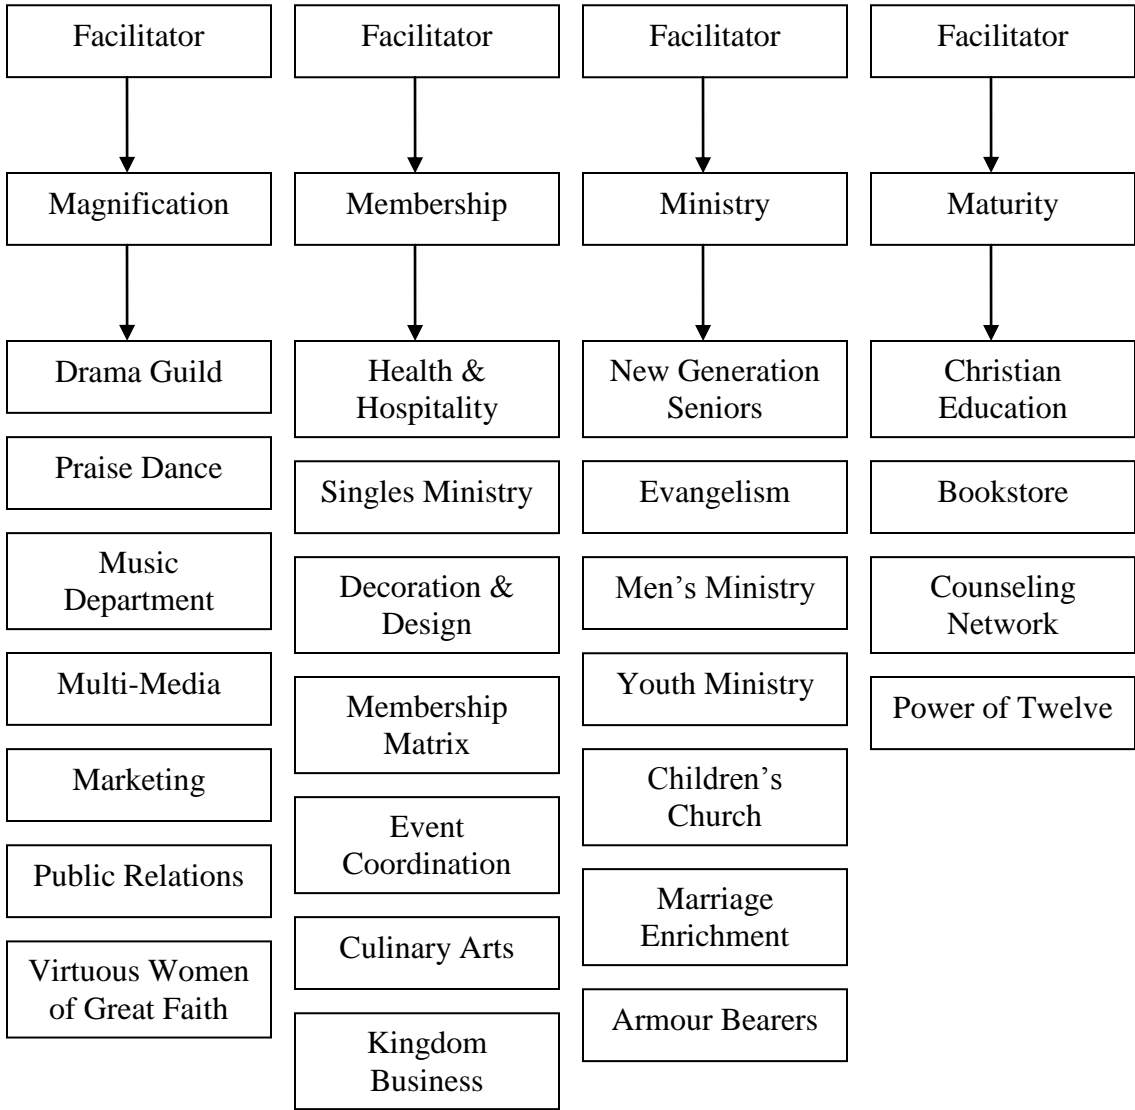 Facilitator
Magnification
Drama Guild
Praise Dance
Music
Department
Multi-Media
Marketing
Public Relations
Virtuous Women
of Great Faith
Facilitator
Membership
Health &
Hospitality
Singles Ministry
Decoration &
Design
Membership
Matrix
Event
Coordination
Culinary Arts
Kingdom
Business
Facilitator
Ministry
New Generation
Seniors
Evangelism
Men’s Ministry
Youth Ministry
Children’s
Church
Marriage
Enrichment
Armour Bearers
Facilitator
Maturity
Christian
Education
Bookstore
Counseling
Network
Power of Twelve